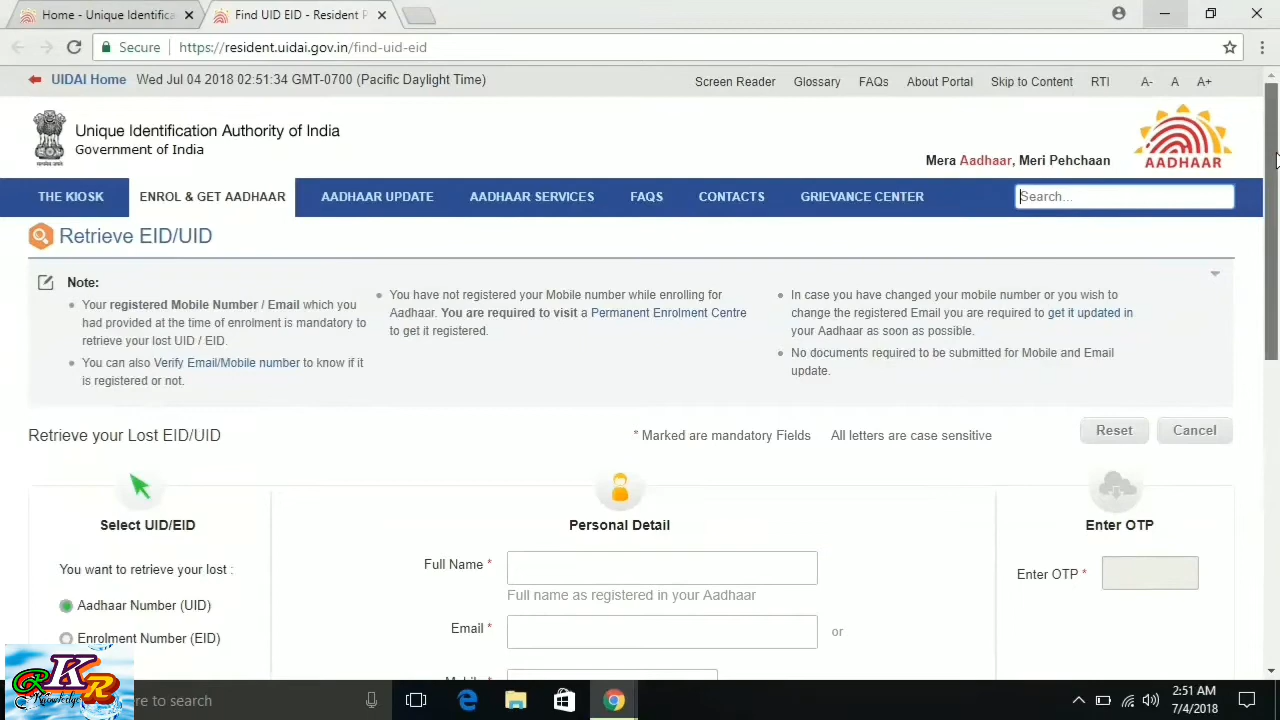 Home - Unique Identifica
Find UID EID - Resident P
Secure
https://resident.uidai.gov.in/find-uid-eid
UIDAI Home
Wed Jul 04 2018 02:51:34 GMT-0700 (Pacific Daylight Time)
Screen Reader
Glossary
FAQs
About Portal
Skip to Content
RTI
A-
A
A+
Unique Identification Authority of India
Government of India
Mera Aadhaar, Meri Pehchaan
AADHAAR
THE KIOSK
ENROL & GET AADHAAR
AADHAAR UPDATE
AADHAAR SERVICES
FAQS
CONTACTS
GRIEVANCE CENTER
Search...
Retrieve EID/UID
Note:
Your registered Mobile Number / Email which you
had provided at the time of enrolment is mandatory to
retrieve your lost UID / EID.
You can also Verify Email/Mobile number to know if it
is registered or not.
You have not registered your Mobile number while enrolling for
Aadhaar. You are required to visit a Permanent Enrolment Centre
to get it registered.
In case you have changed your mobile number or you wish to
change the registered Email you are required to get it updated in
your Aadhaar as soon as possible.
No documents required to be submitted for Mobile and Email
update.
Retrieve your Lost EID/UID
* Marked are mandatory Fields
All letters are case sensitive
Reset
Cancel
Select UID/EID
You want to retrieve your lost :
Aadhaar Number (UID)
Enrolment Number (EID)
Personal Detail
Full Name *
Full name as registered in your Aadhaar
Email *
or
Enter OTP
Enter OTP *
GKR
Knowledge
re to search
2:51 AM
7/4/2018